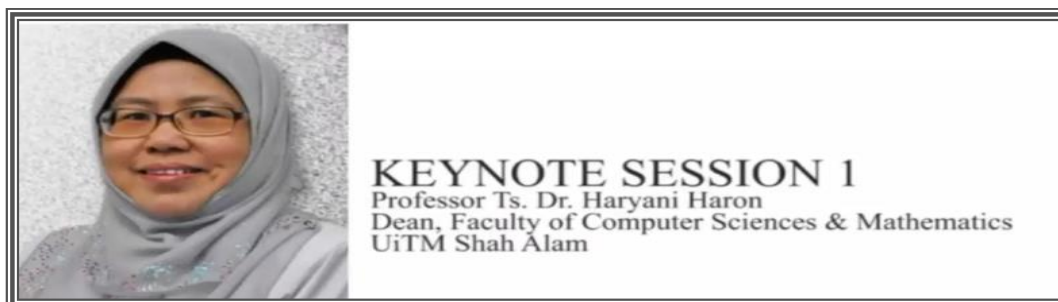 KEYNOTE SESSION 1
Professor Ts. Dr. Haryani Haron
Dean, Faculty of Computer Sciences & Mathematics
UiTM Shah Alam